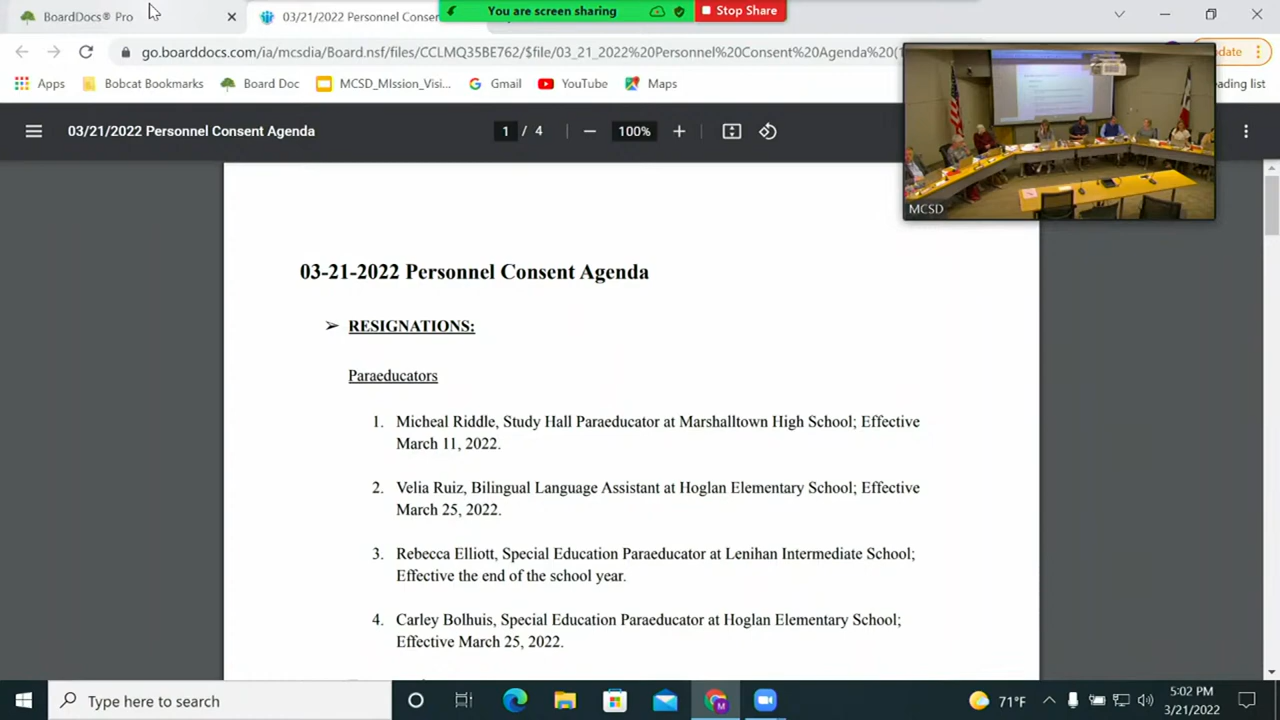 BoardDocs® Pro
03/21/2022 Personnel Conser
You are screen sharing
Stop Share
go.boarddocs.com/ia/mcsdia/Board.nsf/files/CCLMQ35BE762/$file/03_21_2022%20Personnel%20Consent%20Agenda%20(1
Apps
Bobcat Bookmarks
Board Doc
MCSD_MIssion_Visi...
Gmail
YouTube
Maps
03/21/2022 Personnel Consent Agenda
1 / 4
100%
MCSD
03-21-2022 Personnel Consent Agenda
➢ RESIGNATIONS:
Paraeducators
1. Micheal Riddle, Study Hall Paraeducator at Marshalltown High School; Effective
March 11, 2022.
2. Velia Ruiz, Bilingual Language Assistant at Hoglan Elementary School; Effective
March 25, 2022.
3. Rebecca Elliott, Special Education Paraeducator at Lenihan Intermediate School;
Effective the end of the school year.
4. Carley Bolhuis, Special Education Paraeducator at Hoglan Elementary School;
Effective March 25, 2022.
Type here to search
71°F
5:02 PM
3/21/2022